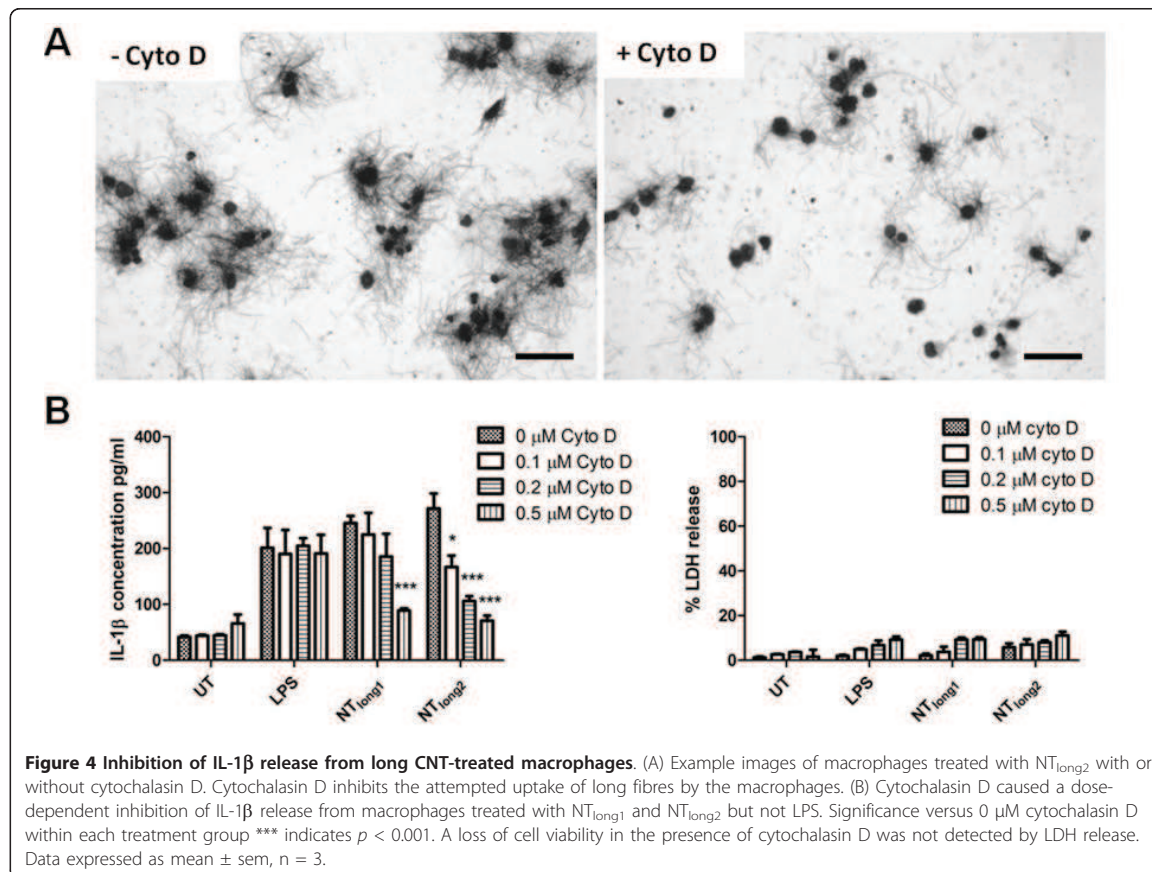 A
- Cyto D
+ Cyto D
B
IL-1β concentration pg/ml
400
300
200
100
0
UT
LPS
NTlong1
NTlong2
*
***
***
***
0 µM Cyto D
0.1 µM Cyto D
0.2 µM Cyto D
0.5 µM Cyto D
% LDH release
100
80
60
40
20
0
UT
LPS
NTlong1
NTlong2
0 µM cyto D
0.1 µM cyto D
0.2 µM cyto D
0.5 µM cyto D
Figure 4 Inhibition of IL-1β release from long CNT-treated macrophages. (A) Example images of macrophages treated with NTlong2 with or
without cytochalasin D. Cytochalasin D inhibits the attempted uptake of long fibres by the macrophages. (B) Cytochalasin D caused a dose-
dependent inhibition of IL-1β release from macrophages treated with NTlong1 and NTlong2 but not LPS. Significance versus 0 µM cytochalasin D
within each treatment group *** indicates p < 0.001. A loss of cell viability in the presence of cytochalasin D was not detected by LDH release.
Data expressed as mean ± sem, n = 3.